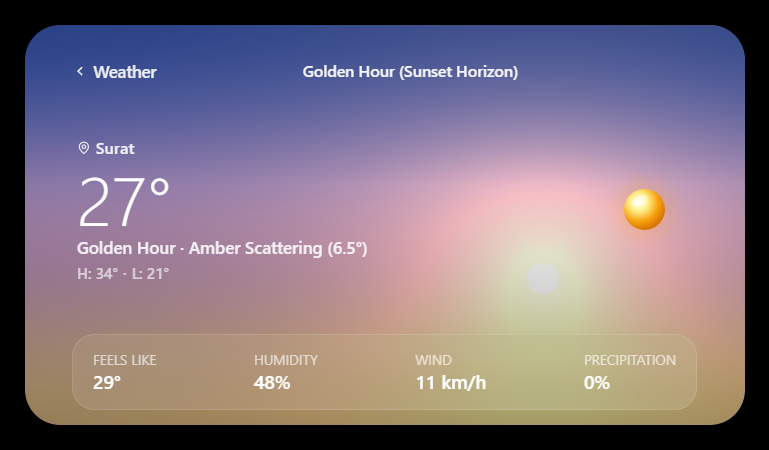 Weather
Golden Hour (Sunset Horizon)
Surat
27°
Golden Hour · Amber Scattering (6.5°)
H: 34° · L: 21°
FEELS LIKE
29°
HUMIDITY
48%
WIND
11 km/h
PRECIPITATION
0%